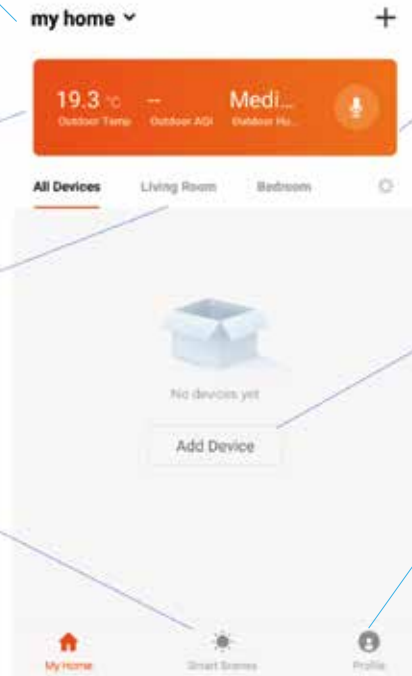 my home
19.3 °C -- Medi...
Outdoor Temp Outdoor AQI Outdoor Hu...
All Devices Living Room Bedroom
No devices yet
Add Device
My Home Smart Scenes Profile